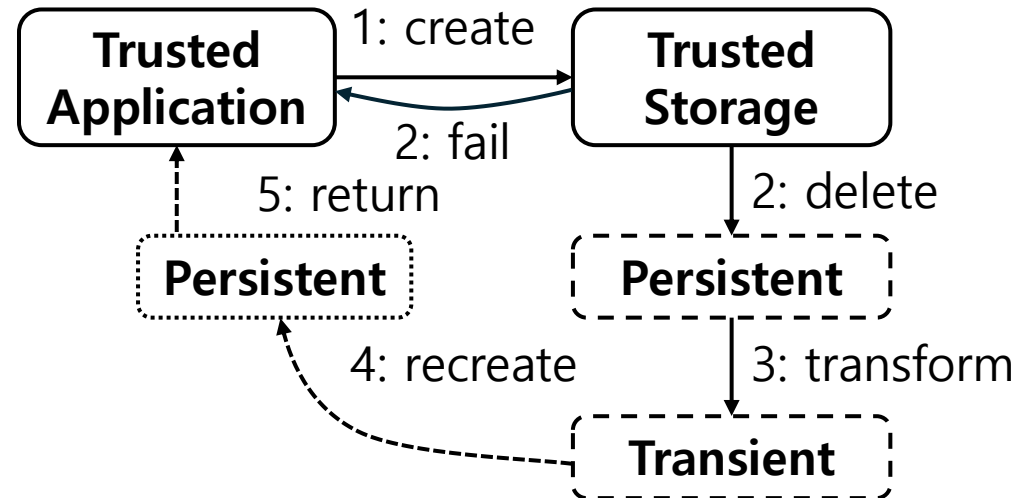 Trusted
Application
1: create
Trusted
Storage
2: fail
5: return
2: delete
Persistent
Persistent
4: recreate
3: transform
Transient